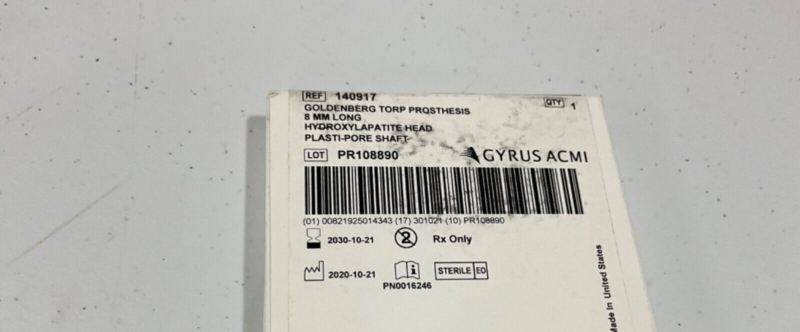 REF 140917
QTY 1
GOLDENBERG TORP PROSTHESIS
8 MM LONG
HYDROXYLAPATITE HEAD
PLASTI-PORE SHAFT
LOT PR108890
GYRUS ACMI
(01) 00821925014343 (17) 301021 (10) PR108890
2030-10-21
2
Rx Only
2020-10-21
PN0016246
STERILE EO
Made in United States